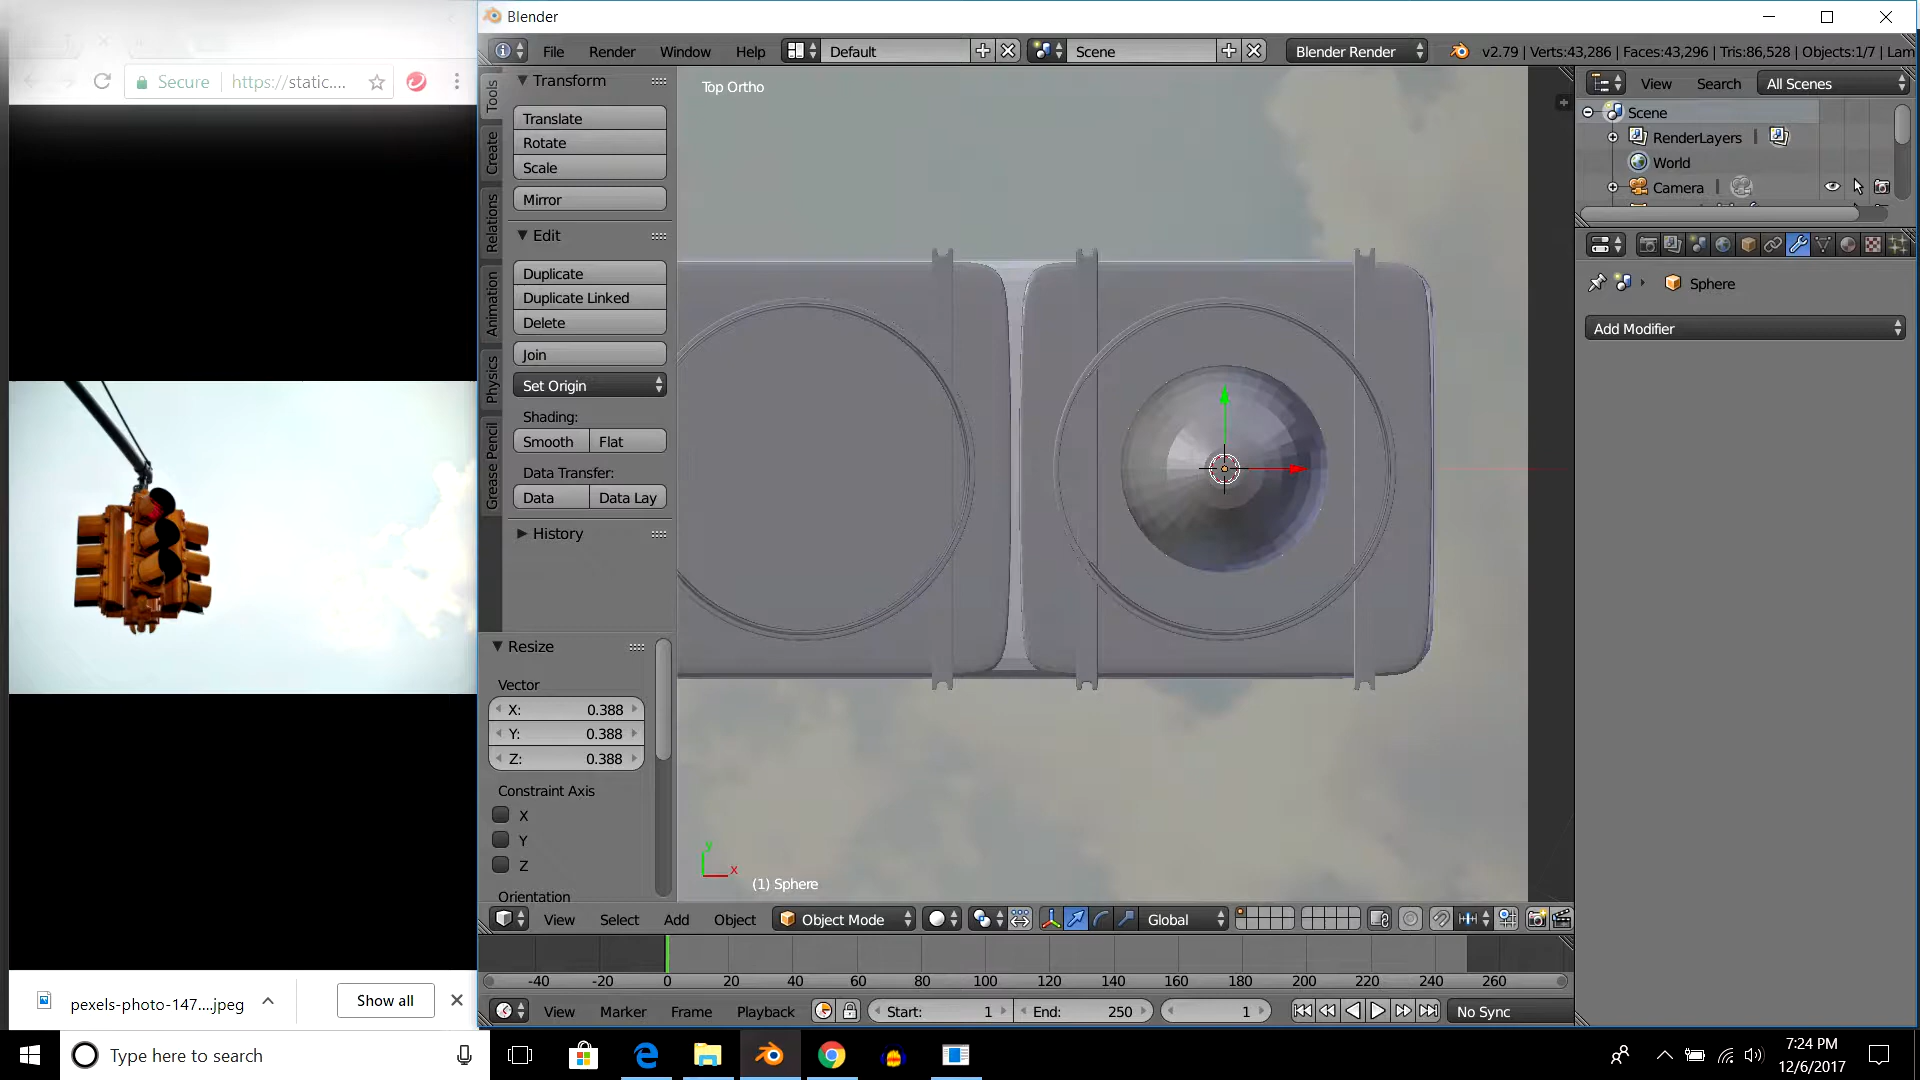 Blender
Secure
https://static....
File Render Window Help Default Scene Blender Render v2.79 | Verts:43,286 | Faces:43,296 | Tris:86,528 | Objects:1/7 | Lam
Tools
Create
Relations
Animation
Physics
Grease Pencil
Transform
Translate
Rotate
Scale
Mirror
Edit
Duplicate
Duplicate Linked
Delete
Join
Set Origin
Shading:
Smooth Flat
Data Transfer:
Data Data Lay
History
Resize
Vector
X: 0.388
Y: 0.388
Z: 0.388
Constraint Axis
X
Y
Z
Orientation
Top Ortho
y
x
(1) Sphere
View Search All Scenes
Scene
RenderLayers
World
Camera
Sphere
Add Modifier
View Select Add Object Object Mode Global
-40 -20 0 20 40 60 80 100 120 140 160 180 200 220 240 260
View Marker Frame Playback Start: 1 End: 250 1 No Sync
pexels-photo-147....jpeg
Show all
Type here to search
7:24 PM
12/6/2017